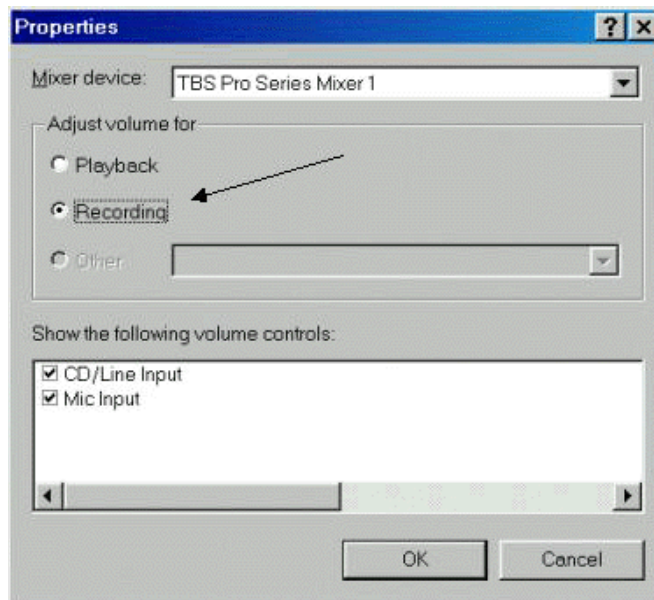 Properties
Mixer device: TBS Pro Series Mixer 1
Adjust volume for
Playback
Recording
Other
Show the following volume controls:
CD/Line Input
Mic Input
OK Cancel